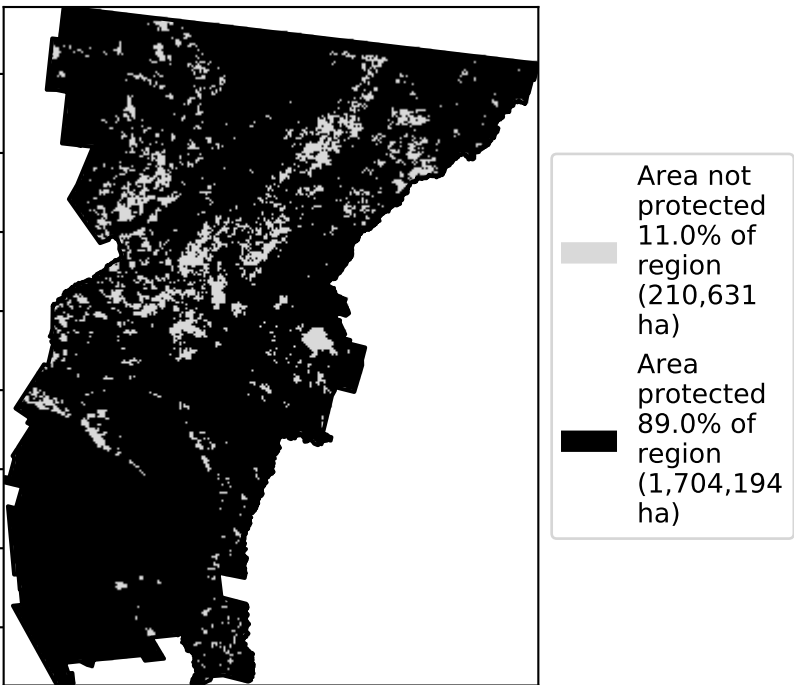 Area not
protected
11.0% of
region
(210,631
ha)
Area
protected
89.0% of
region
(1,704,194
ha)